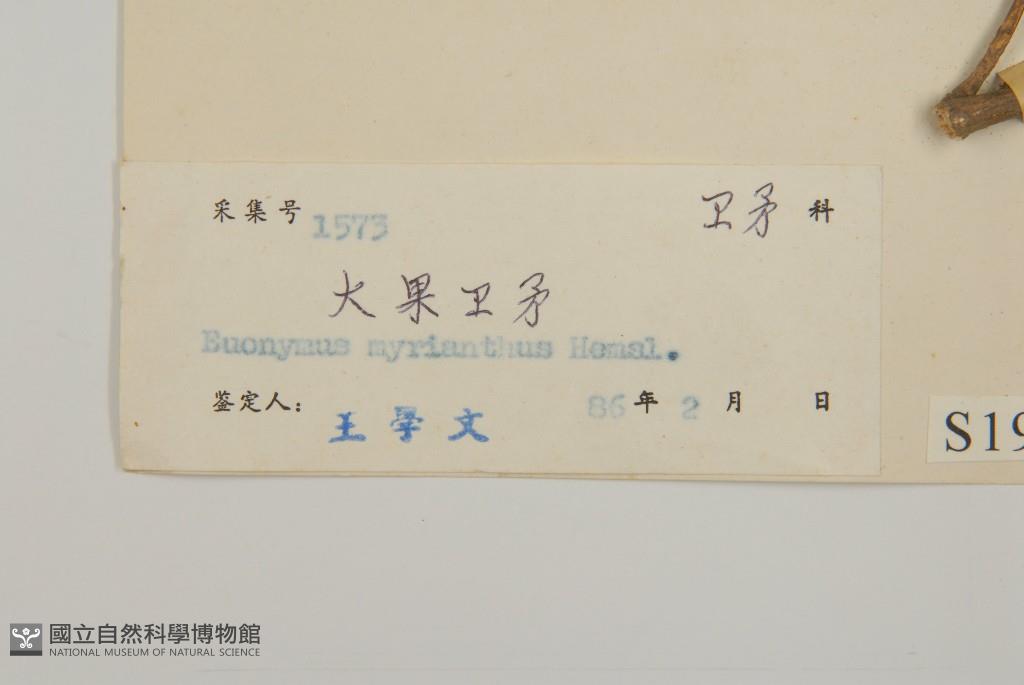 采集号 1573 卫矛 科
大果卫矛
Euonymus myrianthus Hemsl.
鉴定人: 王學文 86年 2 月 日
S19
國立自然科學博物館
NATIONAL MUSEUM OF NATURAL SCIENCE